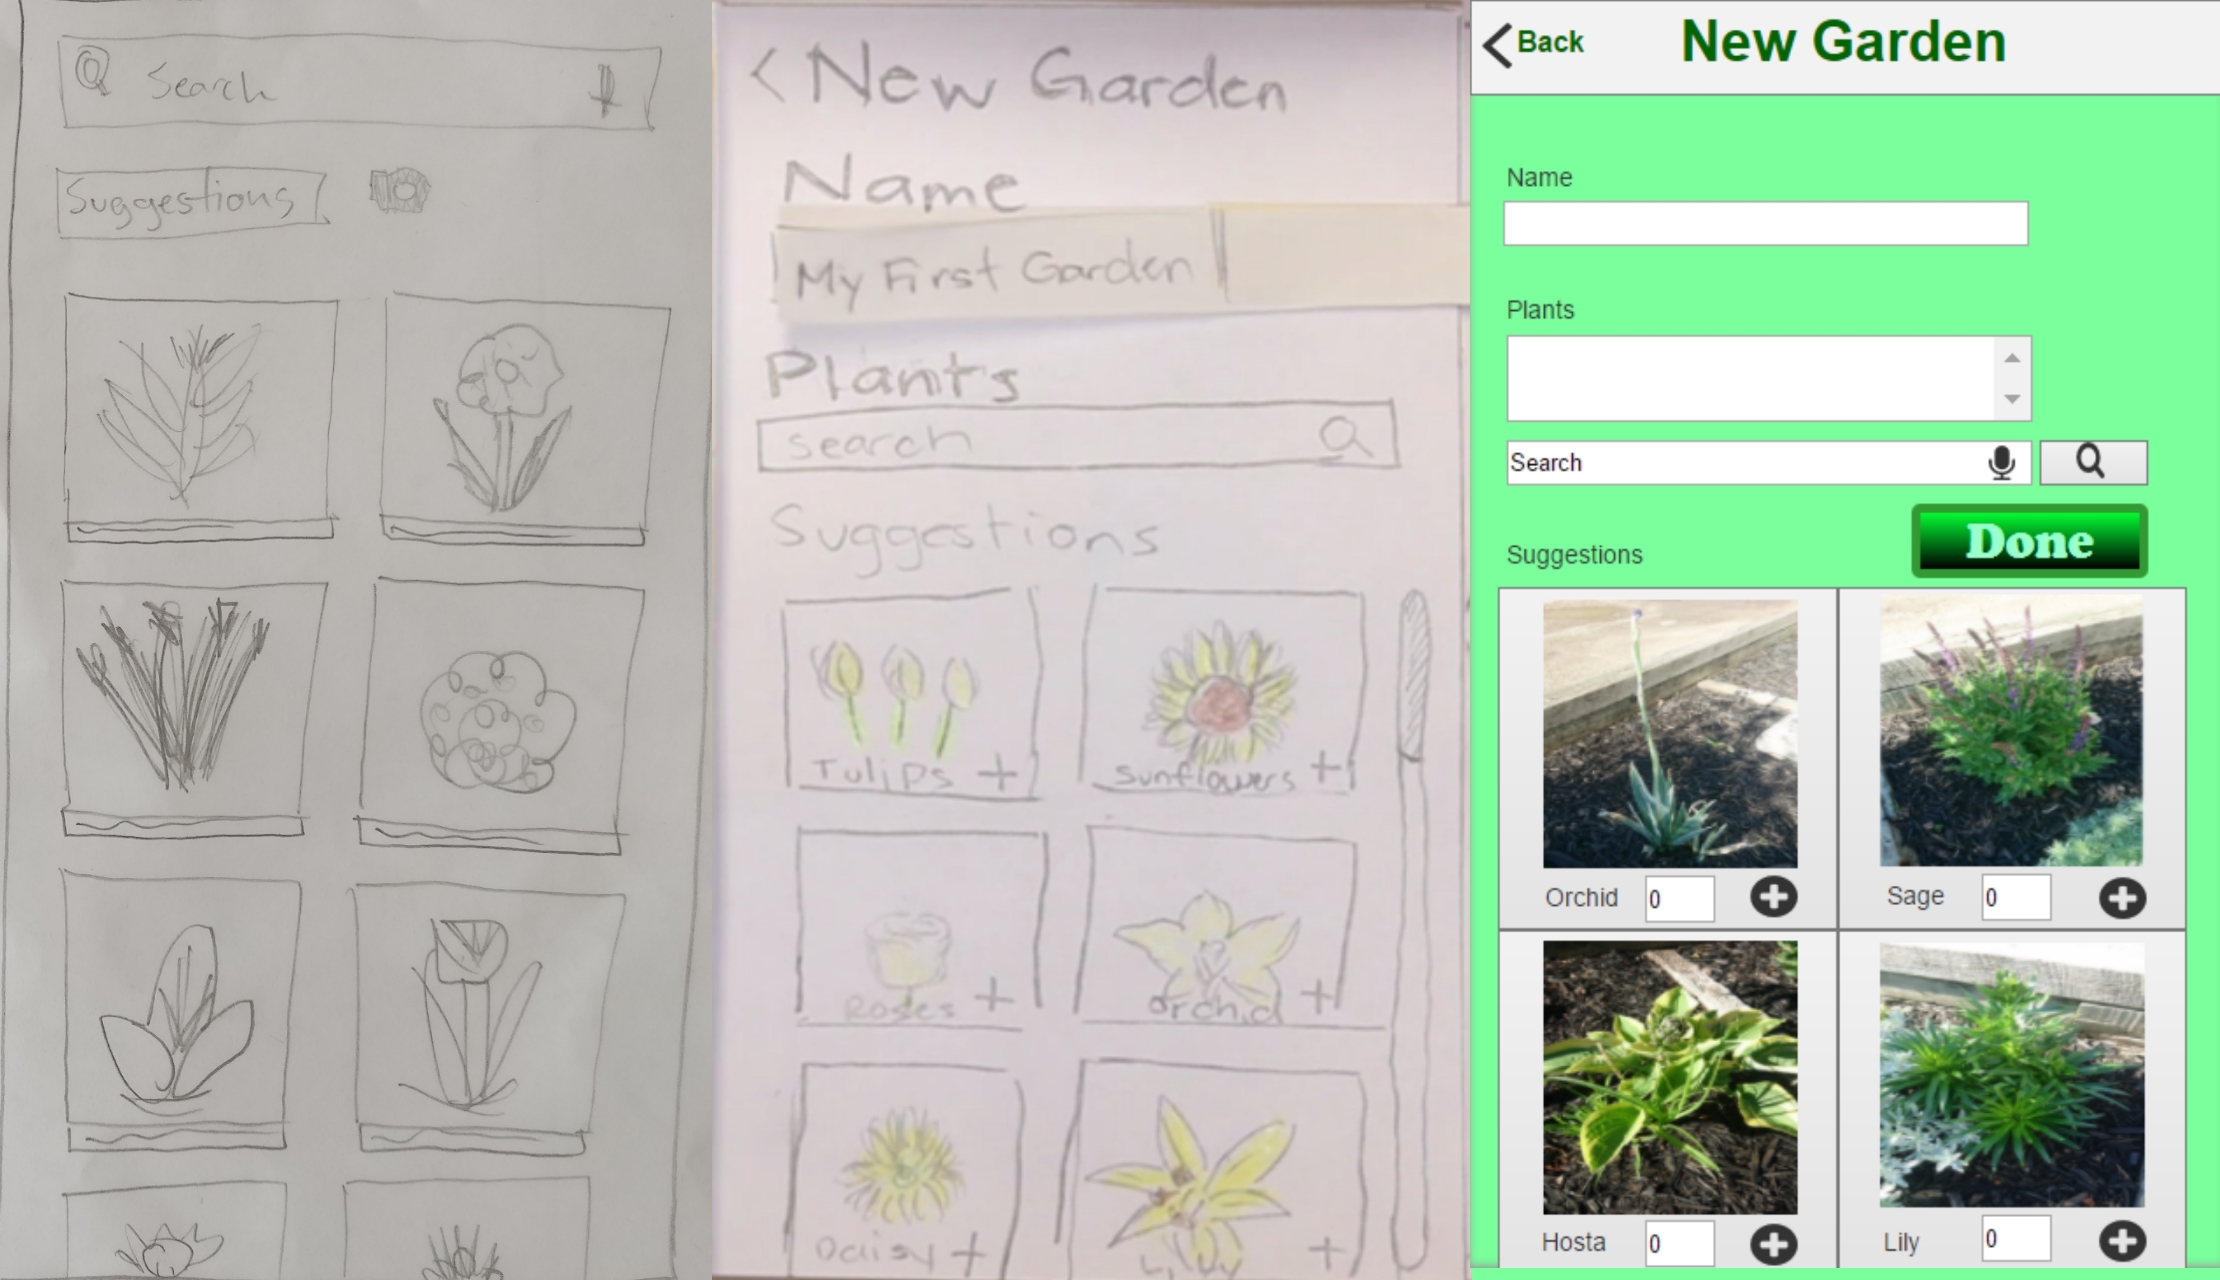 Search
Suggestions
< New Garden
Name
My First Garden
Plants
search
Suggestions
Tulips +
Sunflowers +
Roses +
Orchid +
Daisy +
Lilly +
Back
New Garden
Name
Plants
Search
Done
Suggestions
Orchid 0
Sage 0
Hosta 0
Lily 0